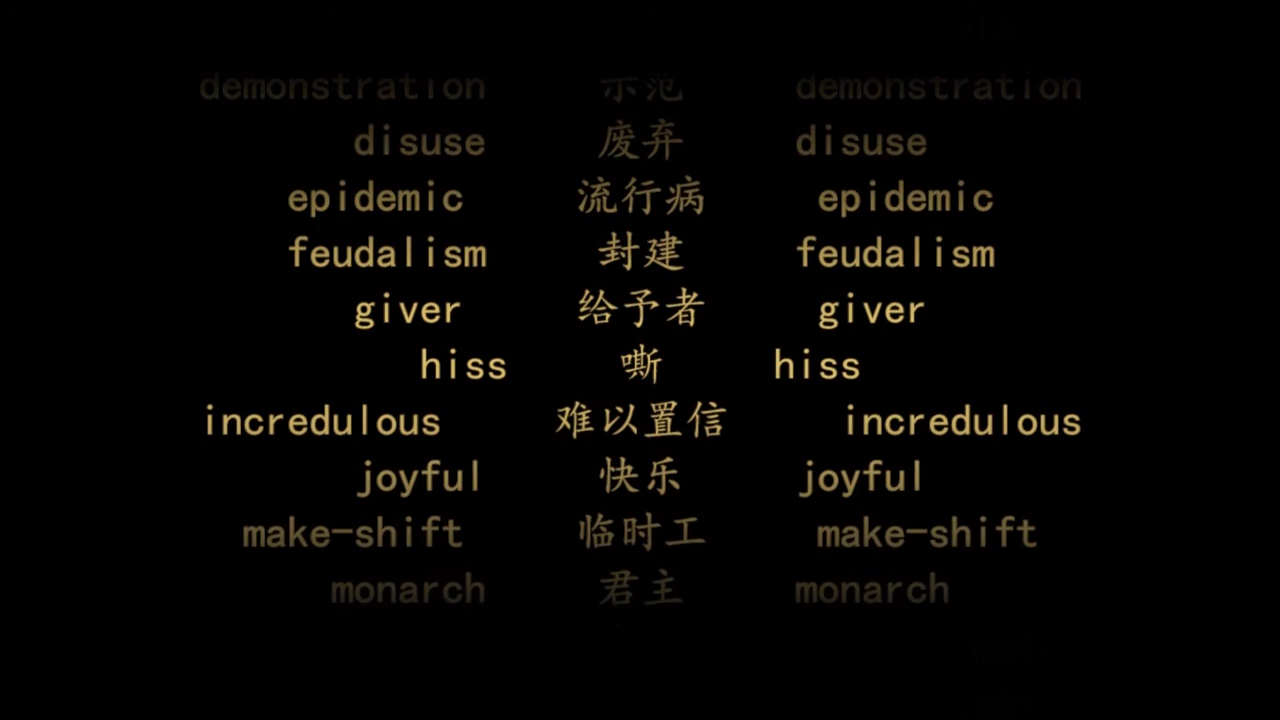 demonstration 示范 demonstration
disuse 废弃 disuse
epidemic 流行病 epidemic
feudalism 封建 feudalism
giver 给予者 giver
hiss 嘶 hiss
incredulous 难以置信 incredulous
joyful 快乐 joyful
make-shift 临时工 make-shift
monarch 君主 monarch